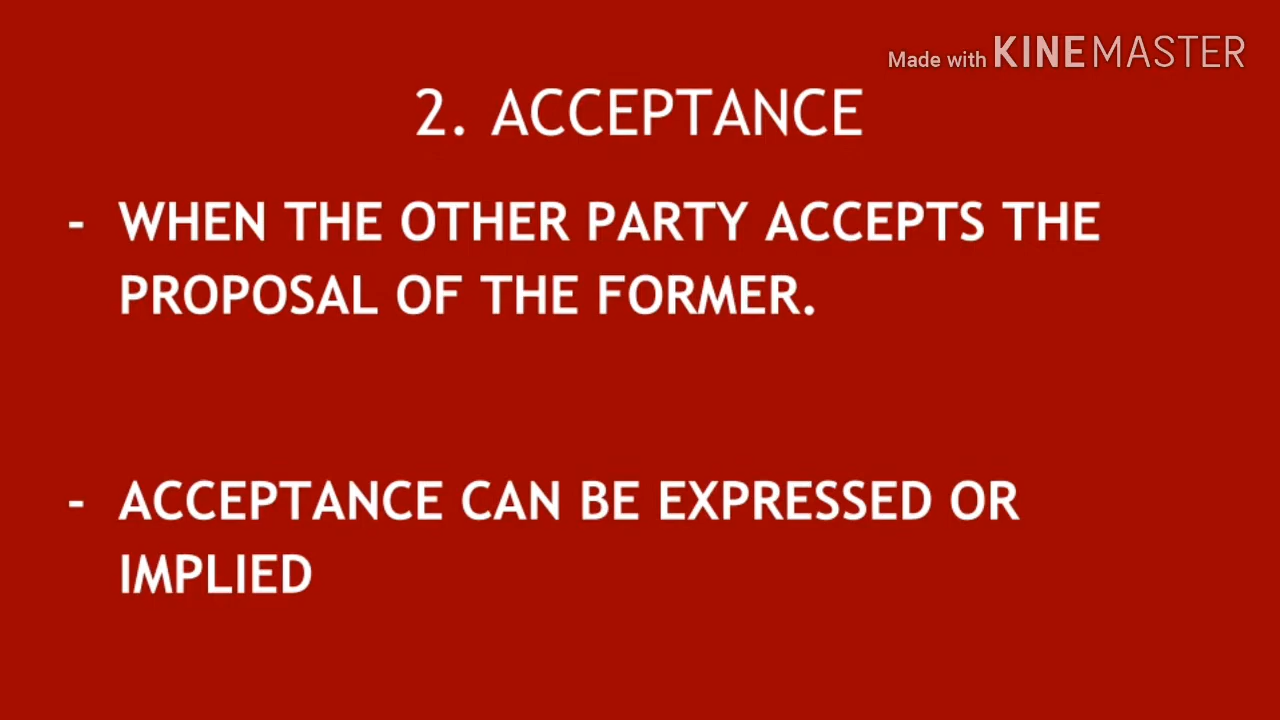 Made with KINEMASTER
2. ACCEPTANCE
- WHEN THE OTHER PARTY ACCEPTS THE
PROPOSAL OF THE FORMER.
- ACCEPTANCE CAN BE EXPRESSED OR
IMPLIED